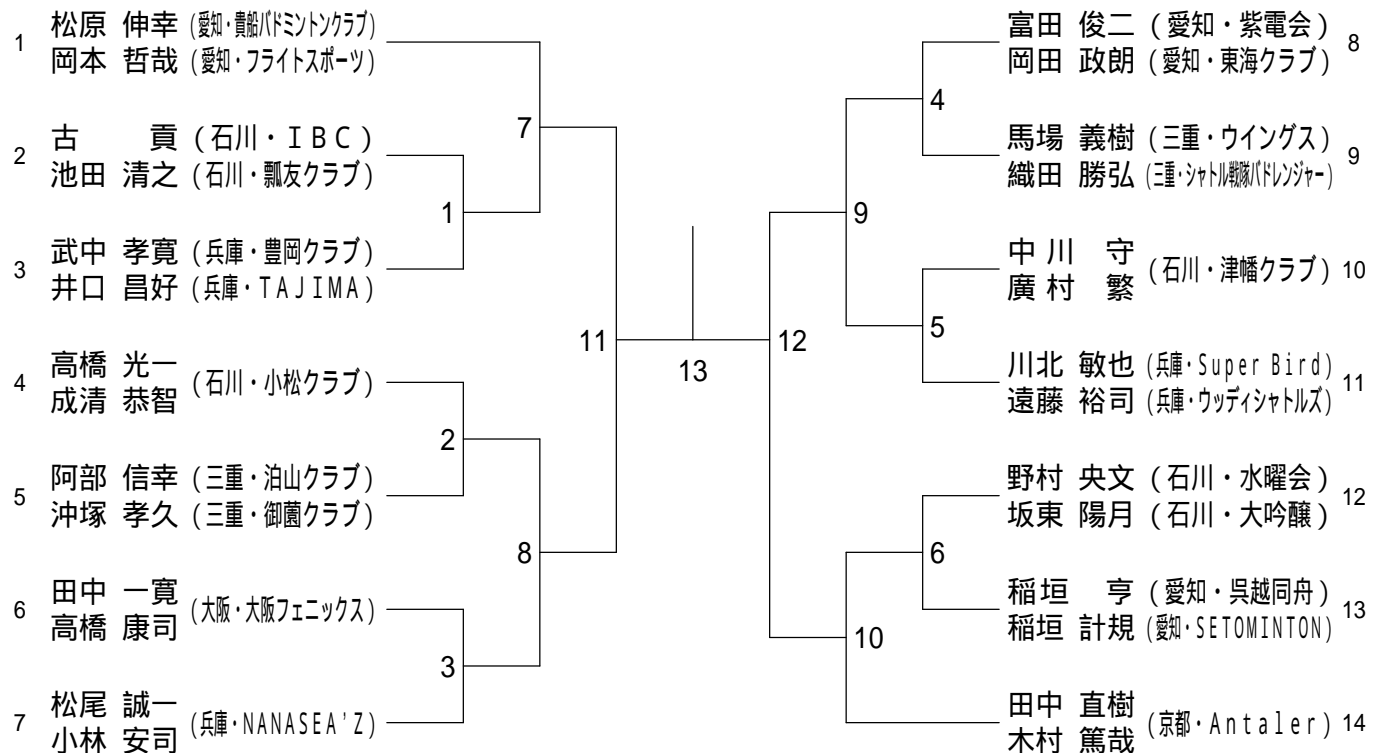 1 松原 伸幸 (愛知・貴船バドミントンクラブ)
岡本 哲哉 (愛知・フライトスポーツ)
2 古 貢 (石川・ＩＢＣ)
池田 清之 (石川・瓢友クラブ)
3 武中 孝寛 (兵庫・豊岡クラブ)
井口 昌好 (兵庫・ＴＡＪＩＭＡ)
4 高橋 光一 (石川・小松クラブ)
成清 恭智
5 阿部 信幸 (三重・泊山クラブ)
沖塚 孝久 (三重・御薗クラブ)
6 田中 一寛 (大阪・大阪フェニックス)
高橋 康司
7 松尾 誠一 (兵庫・NANASEA'Z)
小林 安司
7
1
2
8
3
11
13
12
4
9
5
6
10
富田 俊二 (愛知・紫電会) 8
岡田 政朗 (愛知・東海クラブ)
馬場 義樹 (三重・ウイングス) 9
織田 勝弘 (三重・シャトル戦隊バドレンジャー)
中川 守 (石川・津幡クラブ) 10
廣村 繁
川北 敏也 (兵庫・Super Bird) 11
遠藤 裕司 (兵庫・ウッディシャトルズ)
野村 央文 (石川・水曜会) 12
坂東 陽月 (石川・大吟醸)
稲垣 亨 (愛知・呉越同舟) 13
稲垣 計規 (愛知・SETOMINTON)
田中 直樹 (京都・Antaler) 14
木村 篤哉